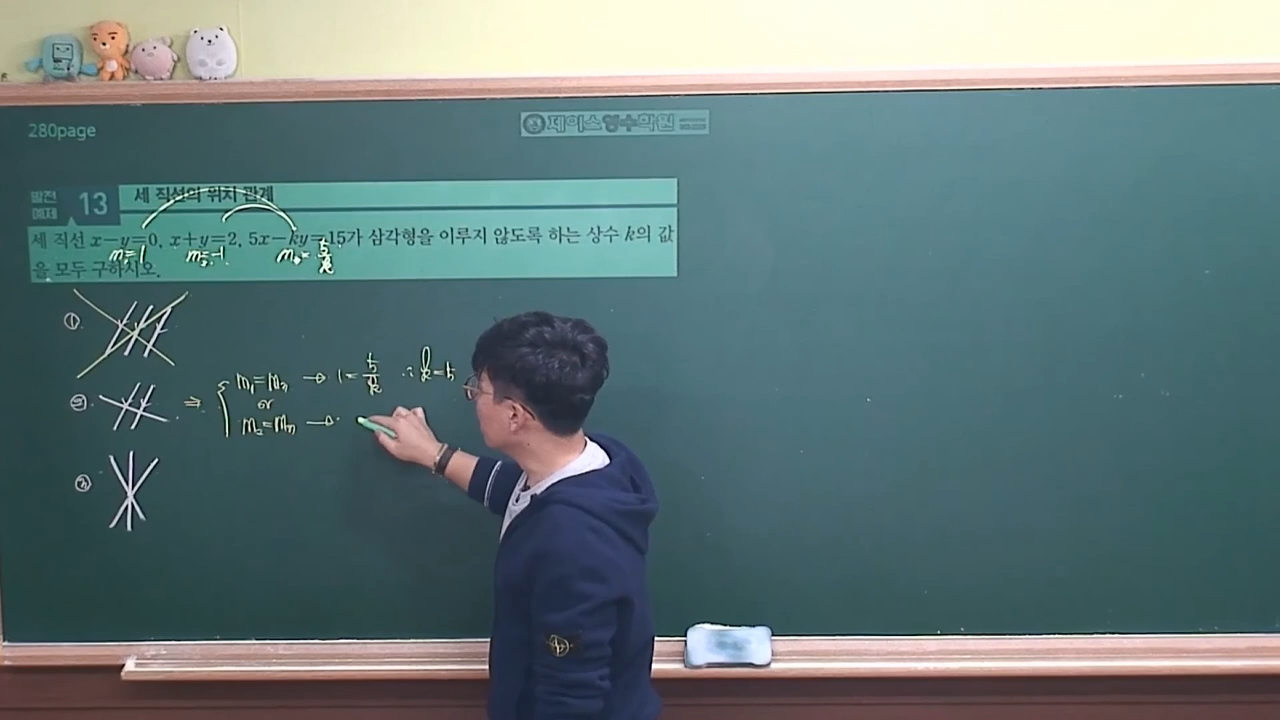 280page
제이스영수학원
발전 예제 13 세 직선의 위치 관계
세 직선 x−y=0, x+y=2, 5x−ky=15가 삼각형을 이루지 않도록 하는 상수 k의 값
을 모두 구하시오.
m₁=1 m₂=-1 m₃=5/k
①
② ⇒ { m₁=m₃ → 1=5/k ∴ k=5
or
m₂=m₃ →
③